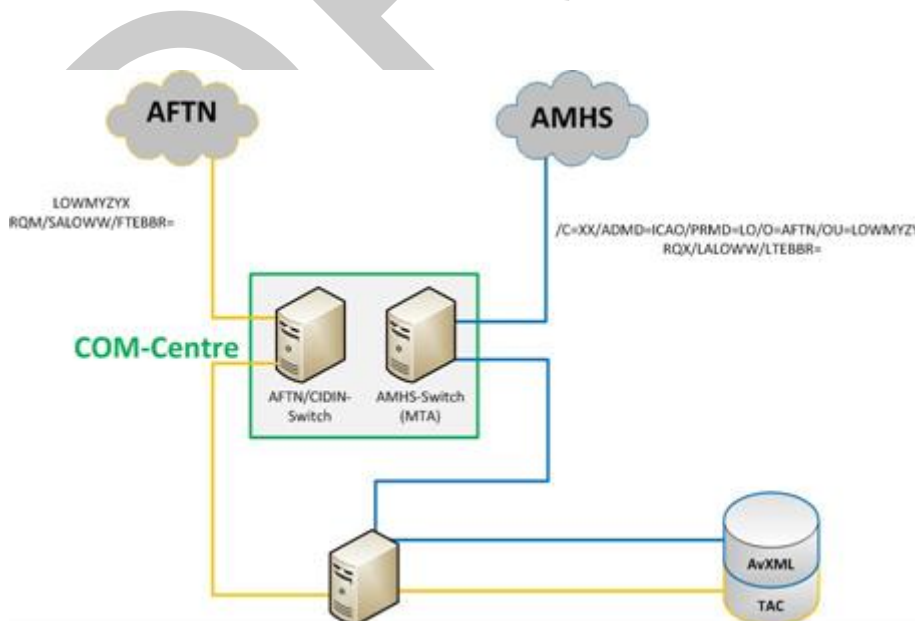 AFTN
AMHS
LOWMYZYX
RQM/SALOWW/FTEBBR=
/C=XX/ADMD=ICAO/PRMD=LO/O=AFTN/OU=LOWMYZY
RQX/LALOWW/LTEBBR=
COM-Centre
AFTN/CIDIN-
Switch
AMHS-Switch
(MTA)
AvXML
TAC